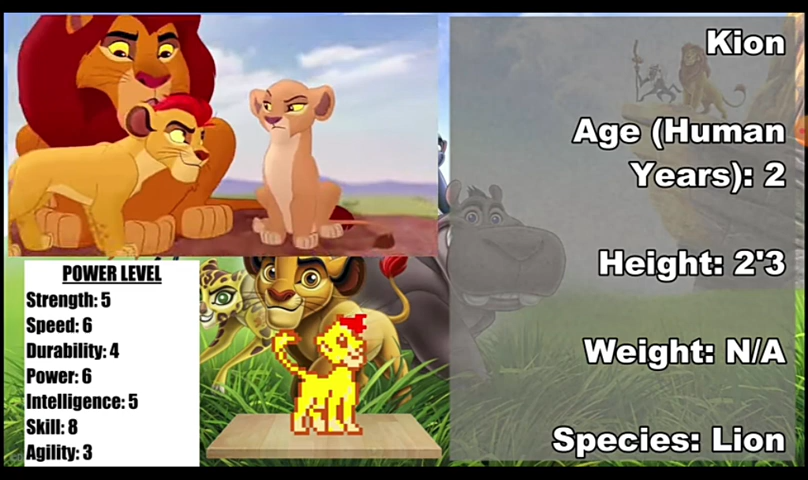 Kion
Age (Human
Years): 2
Height: 2'3
Weight: N/A
Species: Lion
POWER LEVEL
Strength: 5
Speed: 6
Durability: 4
Power: 6
Intelligence: 5
Skill: 8
Agility: 3